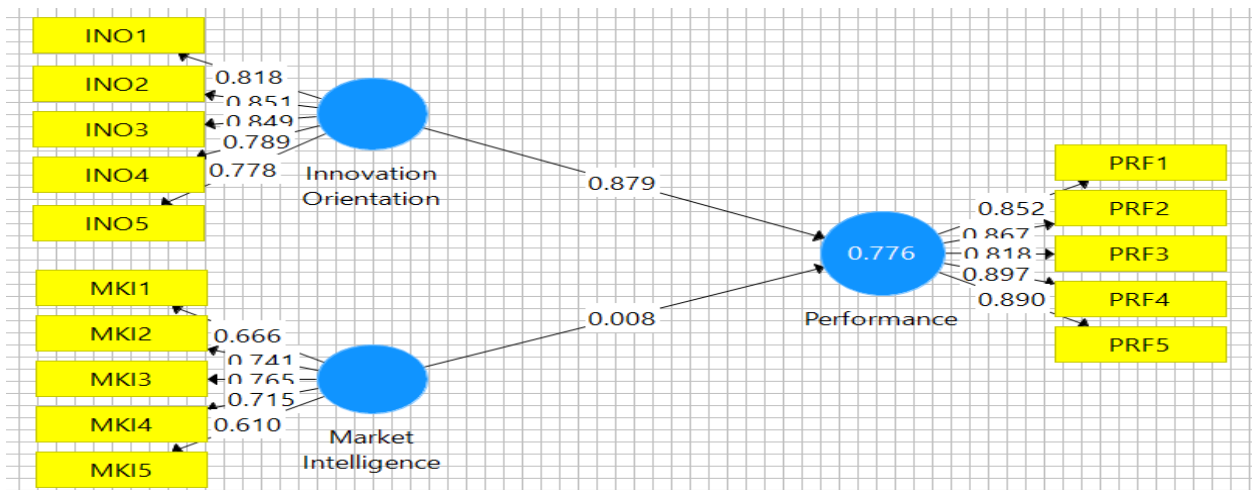 INO1
INO2
INO3
INO4
INO5
0.818
0.851
0.849
0.789
0.778
Innovation
Orientation
MKI1
MKI2
MKI3
MKI4
MKI5
0.666
0.741
0.765
0.715
0.610
Market
Intelligence
0.879
0.008
0.776
Performance
0.852
0.867
0.818
0.897
0.890
PRF1
PRF2
PRF3
PRF4
PRF5